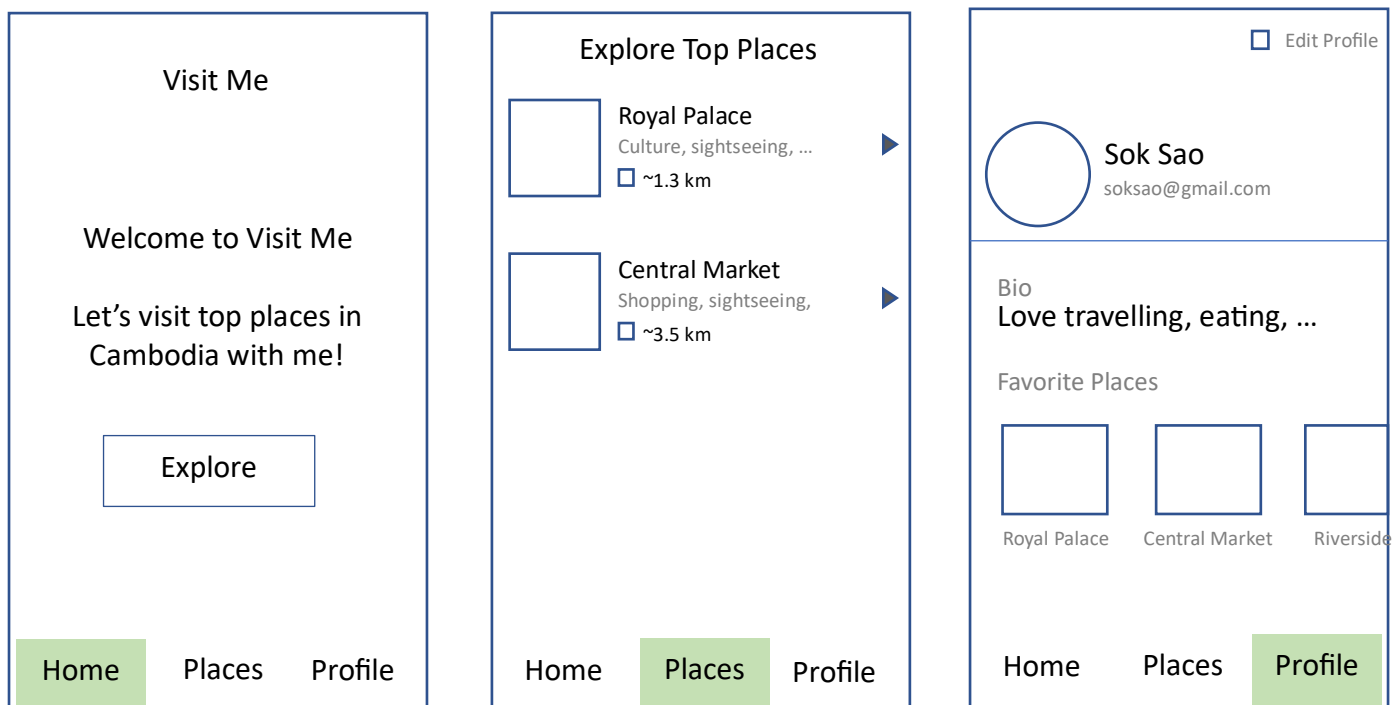 Visit Me
Welcome to Visit Me
Let's visit top places in
Cambodia with me!
Explore
Home Places Profile
Explore Top Places
Royal Palace
Culture, sightseeing, ...
~1.3 km
Central Market
Shopping, sightseeing,
~3.5 km
Home Places Profile
Edit Profile
Sok Sao
soksao@gmail.com
Bio
Love travelling, eating, ...
Favorite Places
Royal Palace Central Market Riverside
Home Places Profile